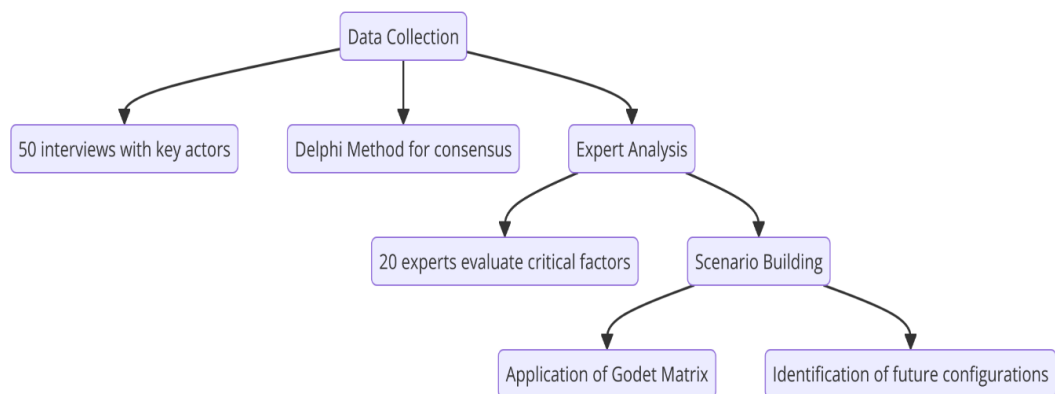 Data Collection
50 interviews with key actors
Delphi Method for consensus
Expert Analysis
20 experts evaluate critical factors
Scenario Building
Application of Godet Matrix
Identification of future configurations